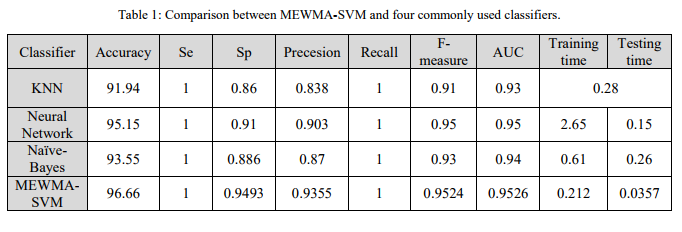 Table 1: Comparison between MEWMA-SVM and four commonly used classifiers.
Classifier Accuracy Se Sp Precesion Recall F-measure AUC Training time Testing time
KNN 91.94 1 0.86 0.838 1 0.91 0.93 0.28
Neural Network 95.15 1 0.91 0.903 1 0.95 0.95 2.65 0.15
Naïve-Bayes 93.55 1 0.886 0.87 1 0.93 0.94 0.61 0.26
MEWMA-SVM 96.66 1 0.9493 0.9355 1 0.9524 0.9526 0.212 0.0357